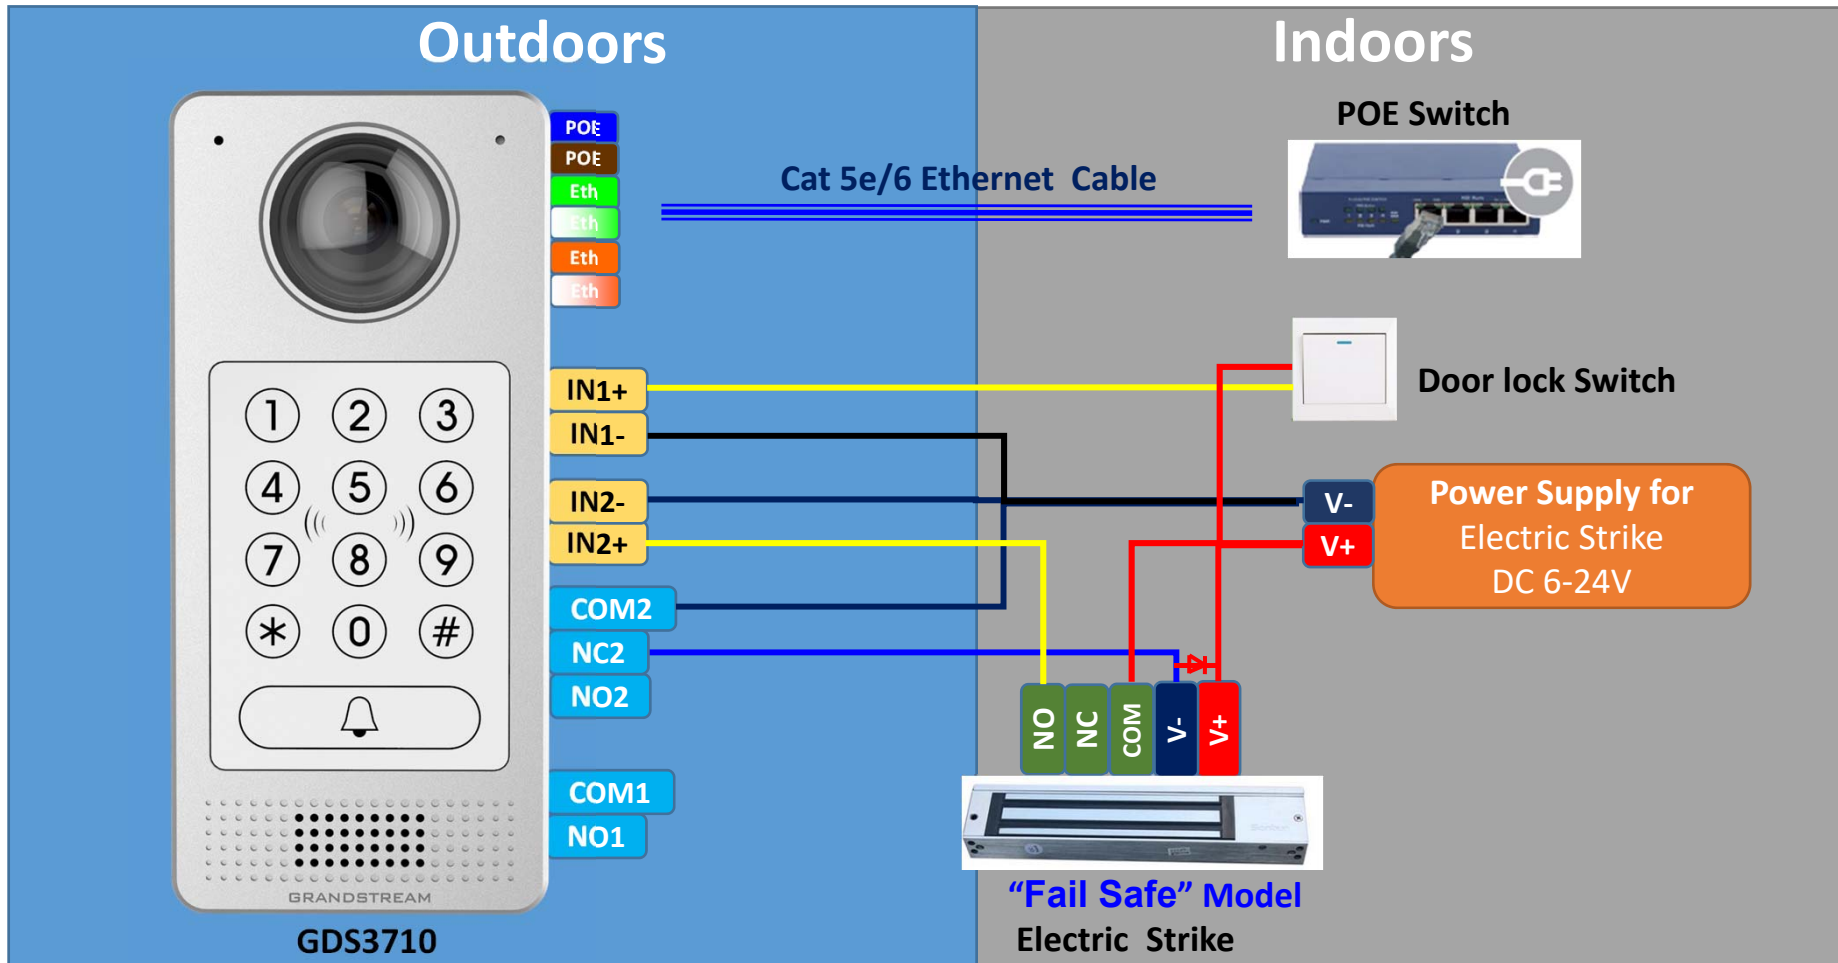 Outdoors
Indoors
POE
POE
Eth
Eth
Eth
Eth
Cat 5e/6 Ethernet Cable
POE Switch
IN1+
IN1-
IN2-
IN2+
COM2
NC2
NO2
COM1
NO1
Door lock Switch
V-
V+
Power Supply for
Electric Strike
DC 6-24V
1
2
3
4
5
6
7
8
9
*
0
#
NO
NC
COM
V-
V+
GRANDSTREAM
GDS3710
“Fail Safe” Model
Electric Strike